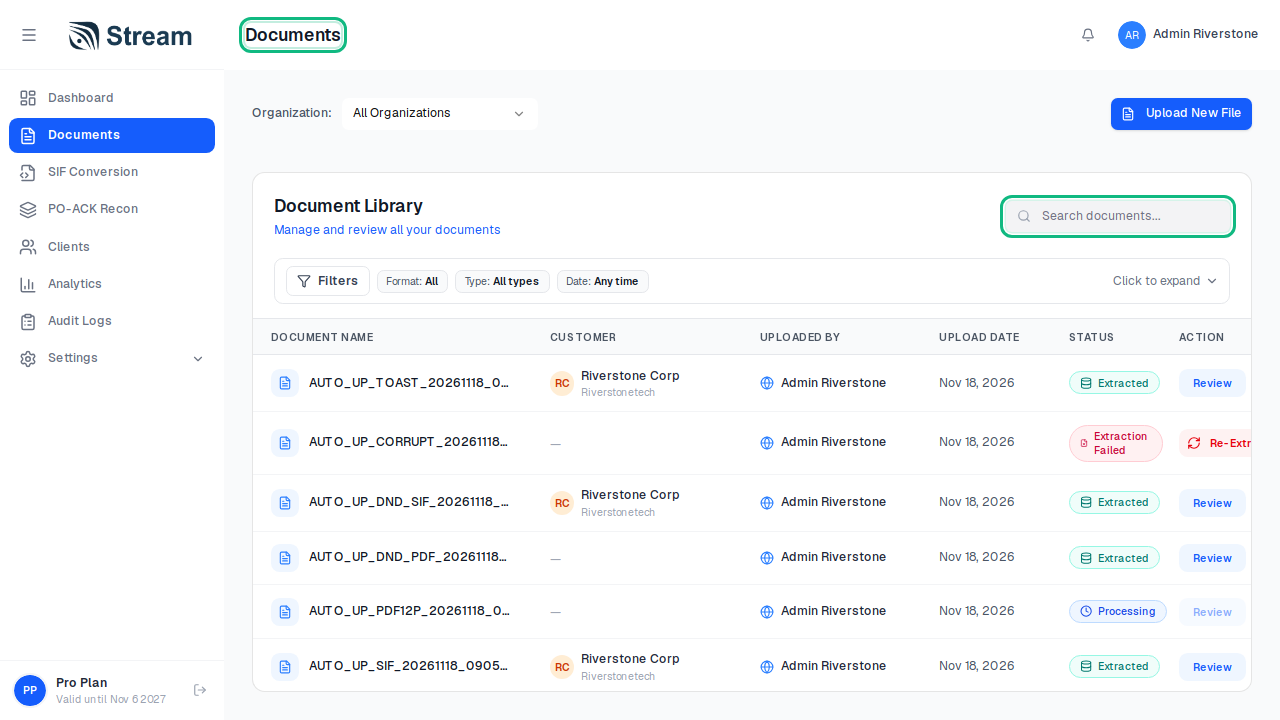 Stream
Documents
AR
Admin Riverstone
Dashboard
Documents
SIF Conversion
PO-ACK Recon
Clients
Analytics
Audit Logs
Settings
Organization:
All Organizations
Upload New File
Document Library
Manage and review all your documents
Search documents...
Filters
Format: All
Type: All types
Date: Any time
Click to expand
DOCUMENT NAME
CUSTOMER
UPLOADED BY
UPLOAD DATE
STATUS
ACTION
AUTO_UP_TOAST_20261118_0...
RC
Riverstone Corp
Riverstonetech
Admin Riverstone
Nov 18, 2026
Extracted
Review
AUTO_UP_CORRUPT_20261118...
—
Admin Riverstone
Nov 18, 2026
Extraction
Failed
Re-Extr
AUTO_UP_DND_SIF_20261118_...
RC
Riverstone Corp
Riverstonetech
Admin Riverstone
Nov 18, 2026
Extracted
Review
AUTO_UP_DND_PDF_20261118...
—
Admin Riverstone
Nov 18, 2026
Extracted
Review
AUTO_UP_PDF12P_20261118_0...
—
Admin Riverstone
Nov 18, 2026
Processing
Review
AUTO_UP_SIF_20261118_0905...
RC
Riverstone Corp
Riverstonetech
Admin Riverstone
Nov 18, 2026
Extracted
Review
PP
Pro Plan
Valid until Nov 6 2027